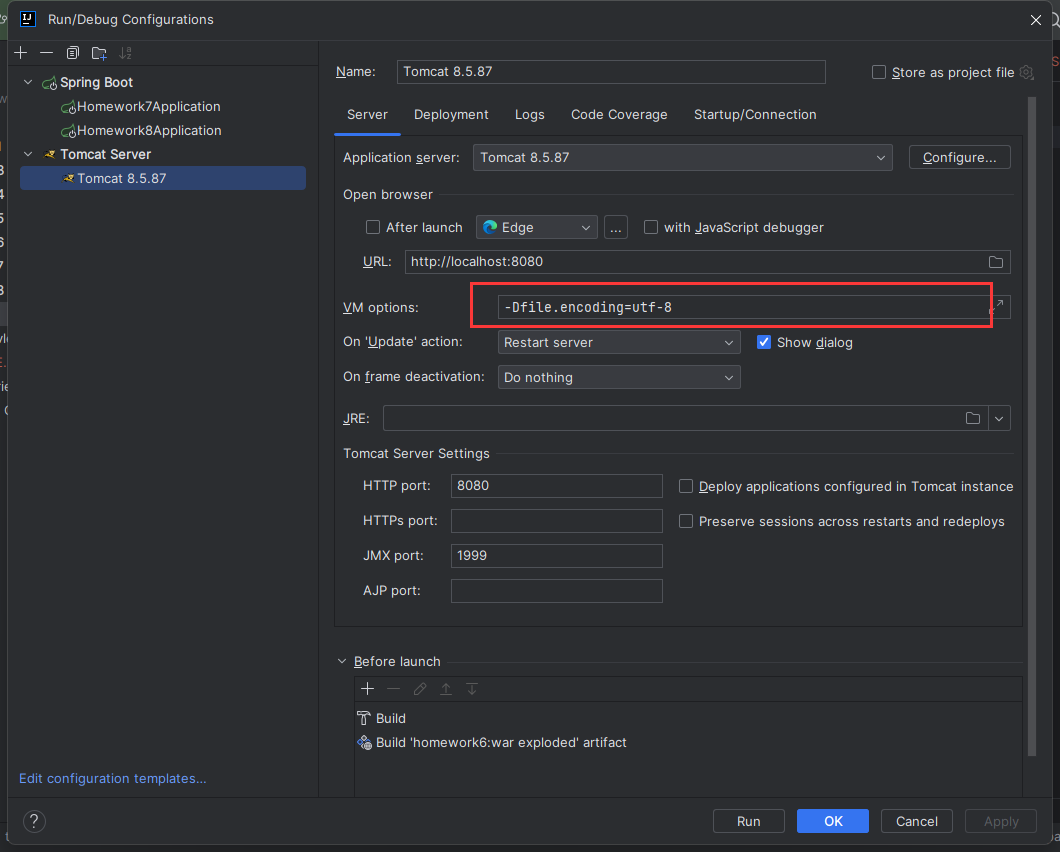 Run/Debug Configurations
Name: Tomcat 8.5.87 Store as project file
Spring Boot
Homework7Application
Homework8Application
Tomcat Server
Tomcat 8.5.87
Server Deployment Logs Code Coverage Startup/Connection
Application server: Tomcat 8.5.87 Configure...
Open browser
After launch Edge ... with JavaScript debugger
URL: http://localhost:8080
VM options: -Dfile.encoding=utf-8
On 'Update' action: Restart server Show dialog
On frame deactivation: Do nothing
JRE:
Tomcat Server Settings
HTTP port: 8080 Deploy applications configured in Tomcat instance
HTTPs port: Preserve sessions across restarts and redeploys
JMX port: 1999
AJP port:
Before launch
Build
Build 'homework6:war exploded' artifact
Edit configuration templates...
? Run OK Cancel Apply